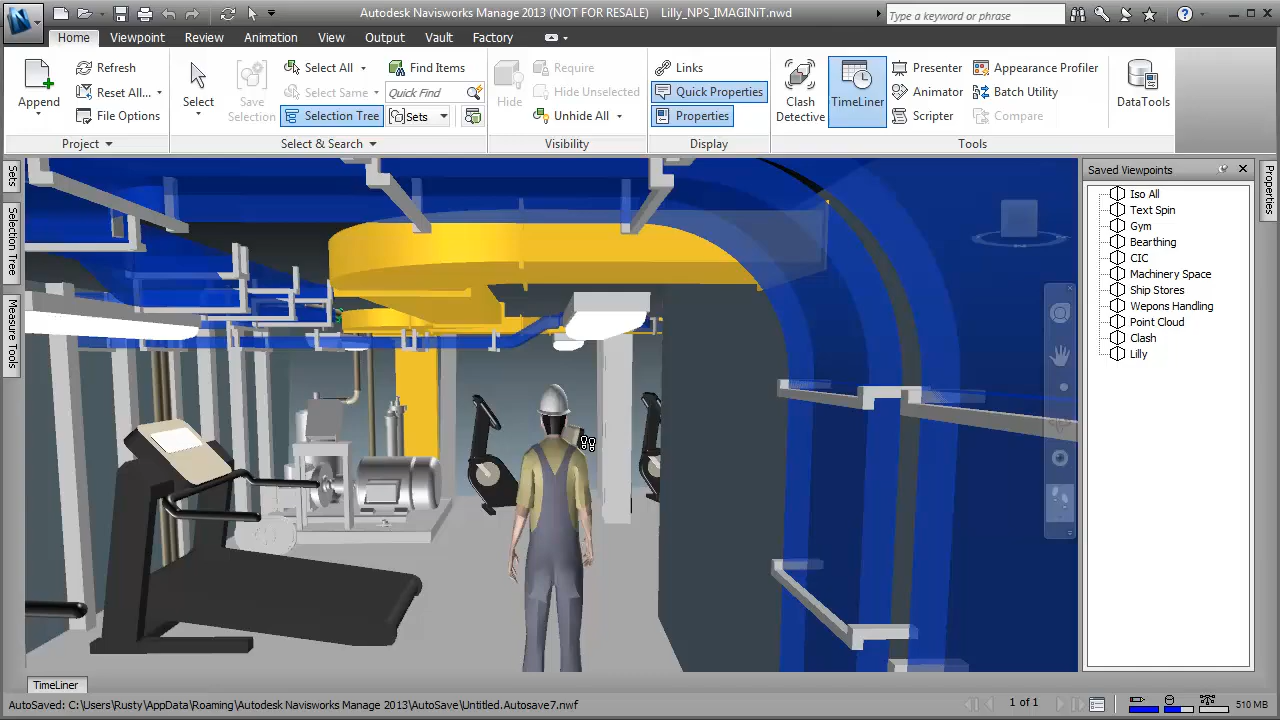 Autodesk Navisworks Manage 2013 (NOT FOR RESALE) Lilly_NPS_IMAGINiT.nwd
Type a keyword or phrase
Home Viewpoint Review Animation View Output Vault Factory
Append
Refresh
Reset All...
File Options
Project
Select
Save Selection
Select All
Select Same
Selection Tree
Find Items
Quick Find
Sets
Select & Search
Hide
Require
Hide Unselected
Unhide All
Visibility
Links
Quick Properties
Properties
Display
Clash Detective
TimeLiner
Presenter
Animator
Scripter
Appearance Profiler
Batch Utility
Compare
Tools
DataTools
Sets
Selection Tree
Measure Tools
Saved Viewpoints
Iso All
Text Spin
Gym
Bearthing
CIC
Machinery Space
Ship Stores
Wepons Handling
Point Cloud
Clash
Lilly
Properties
TimeLiner
AutoSaved: C:\Users\Rusty\AppData\Roaming\Autodesk Navisworks Manage 2013\AutoSave\Untitled.Autosave7.nwf
1 of 1
510 MB